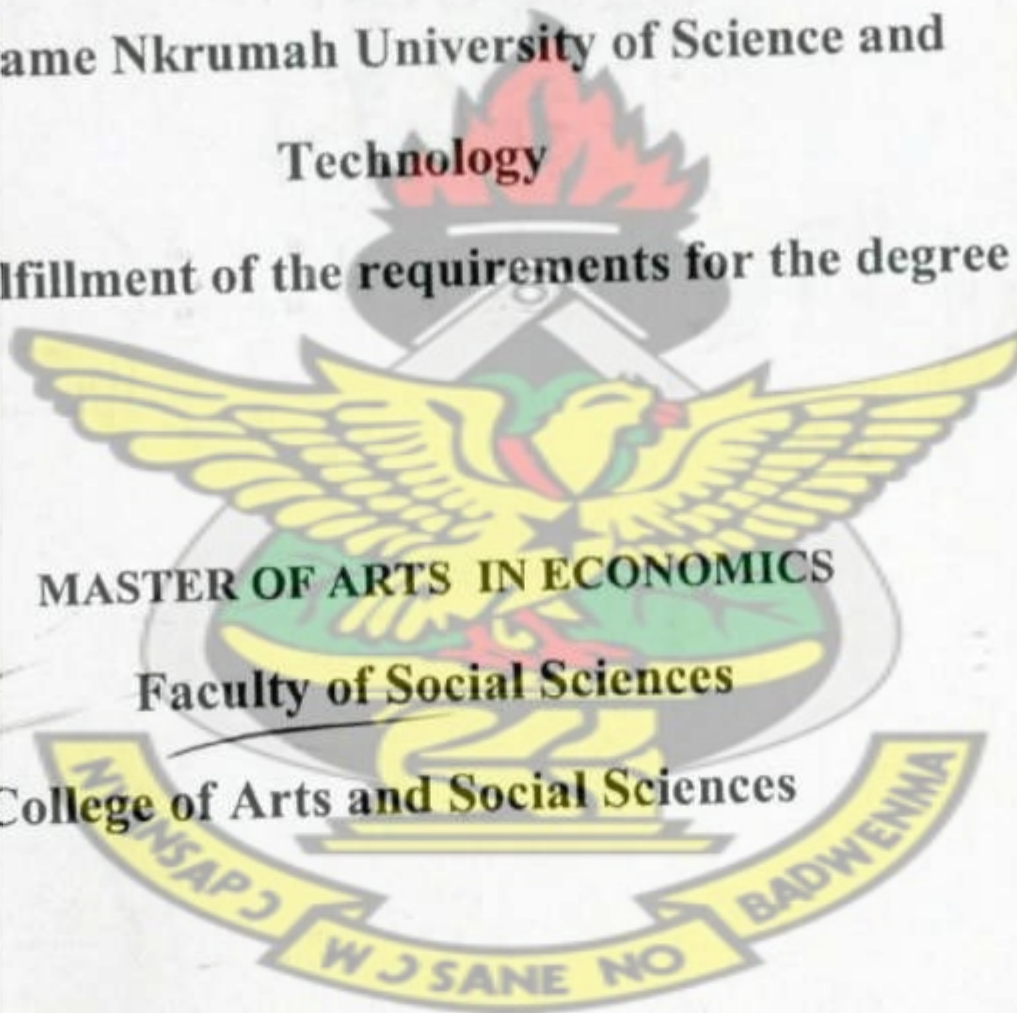 ame Nkrumah University of Science and
Technology
lfillment of the requirements for the degree
MASTER OF ARTS IN ECONOMICS
Faculty of Social Sciences
College of Arts and Social Sciences
NYANSAPƆ
WƆSANE NO
BADWENMA